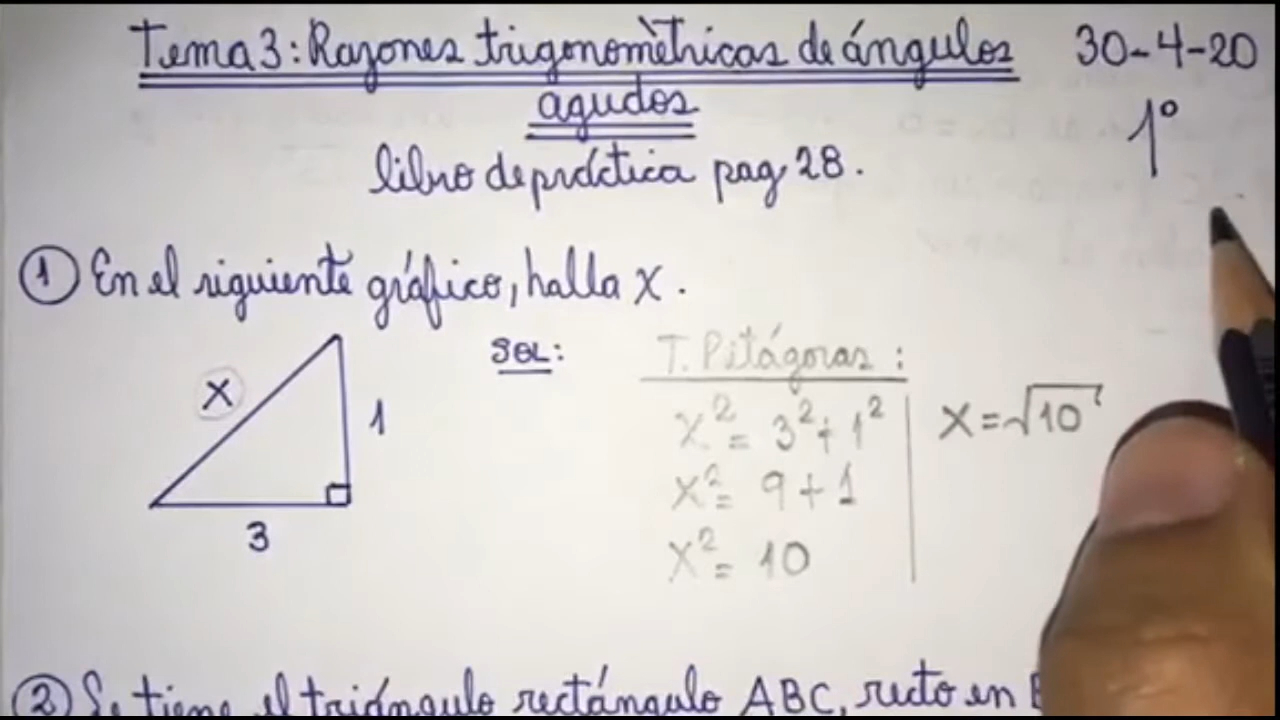 Tema 3: Razones trigonomètricas de ángulos
agudos
30-4-20
1º
libro de práctica pag 28.
① En el siguiente gráfico, halla x.
x
1
3
SOL:
T. Pitágoras:
x² = 3² + 1²
x² = 9 + 1
x² = 10
x = √10
② Se tiene el triángulo rectángulo ABC, recto en